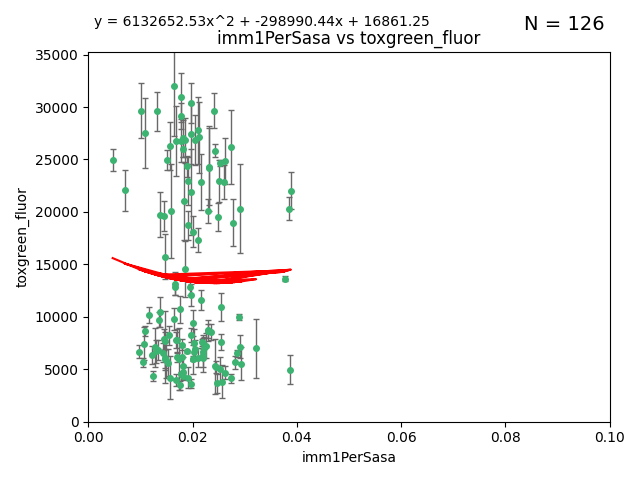 y = 6132652.53x^2 + -298990.44x + 16861.25
N = 126
imm1PerSasa vs toxgreen_fluor
35000
30000
25000
20000
15000
10000
5000
0
toxgreen_fluor
0.00 0.02 0.04 0.06 0.08 0.10
imm1PerSasa